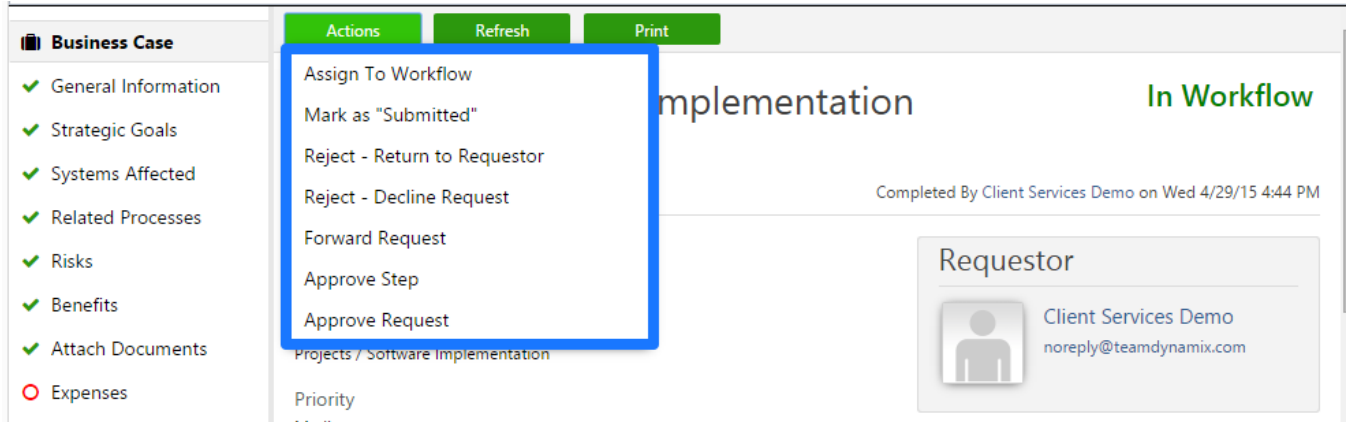 Business Case
General Information
Strategic Goals
Systems Affected
Related Processes
Risks
Benefits
Attach Documents
Expenses
Actions Refresh Print
Assign To Workflow
Mark as "Submitted"
Reject - Return to Requestor
Reject - Decline Request
Forward Request
Approve Step
Approve Request
mplementation
In Workflow
Completed By Client Services Demo on Wed 4/29/15 4:44 PM
Projects / Software Implementation
Priority
Requestor
Client Services Demo
noreply@teamdynamix.com